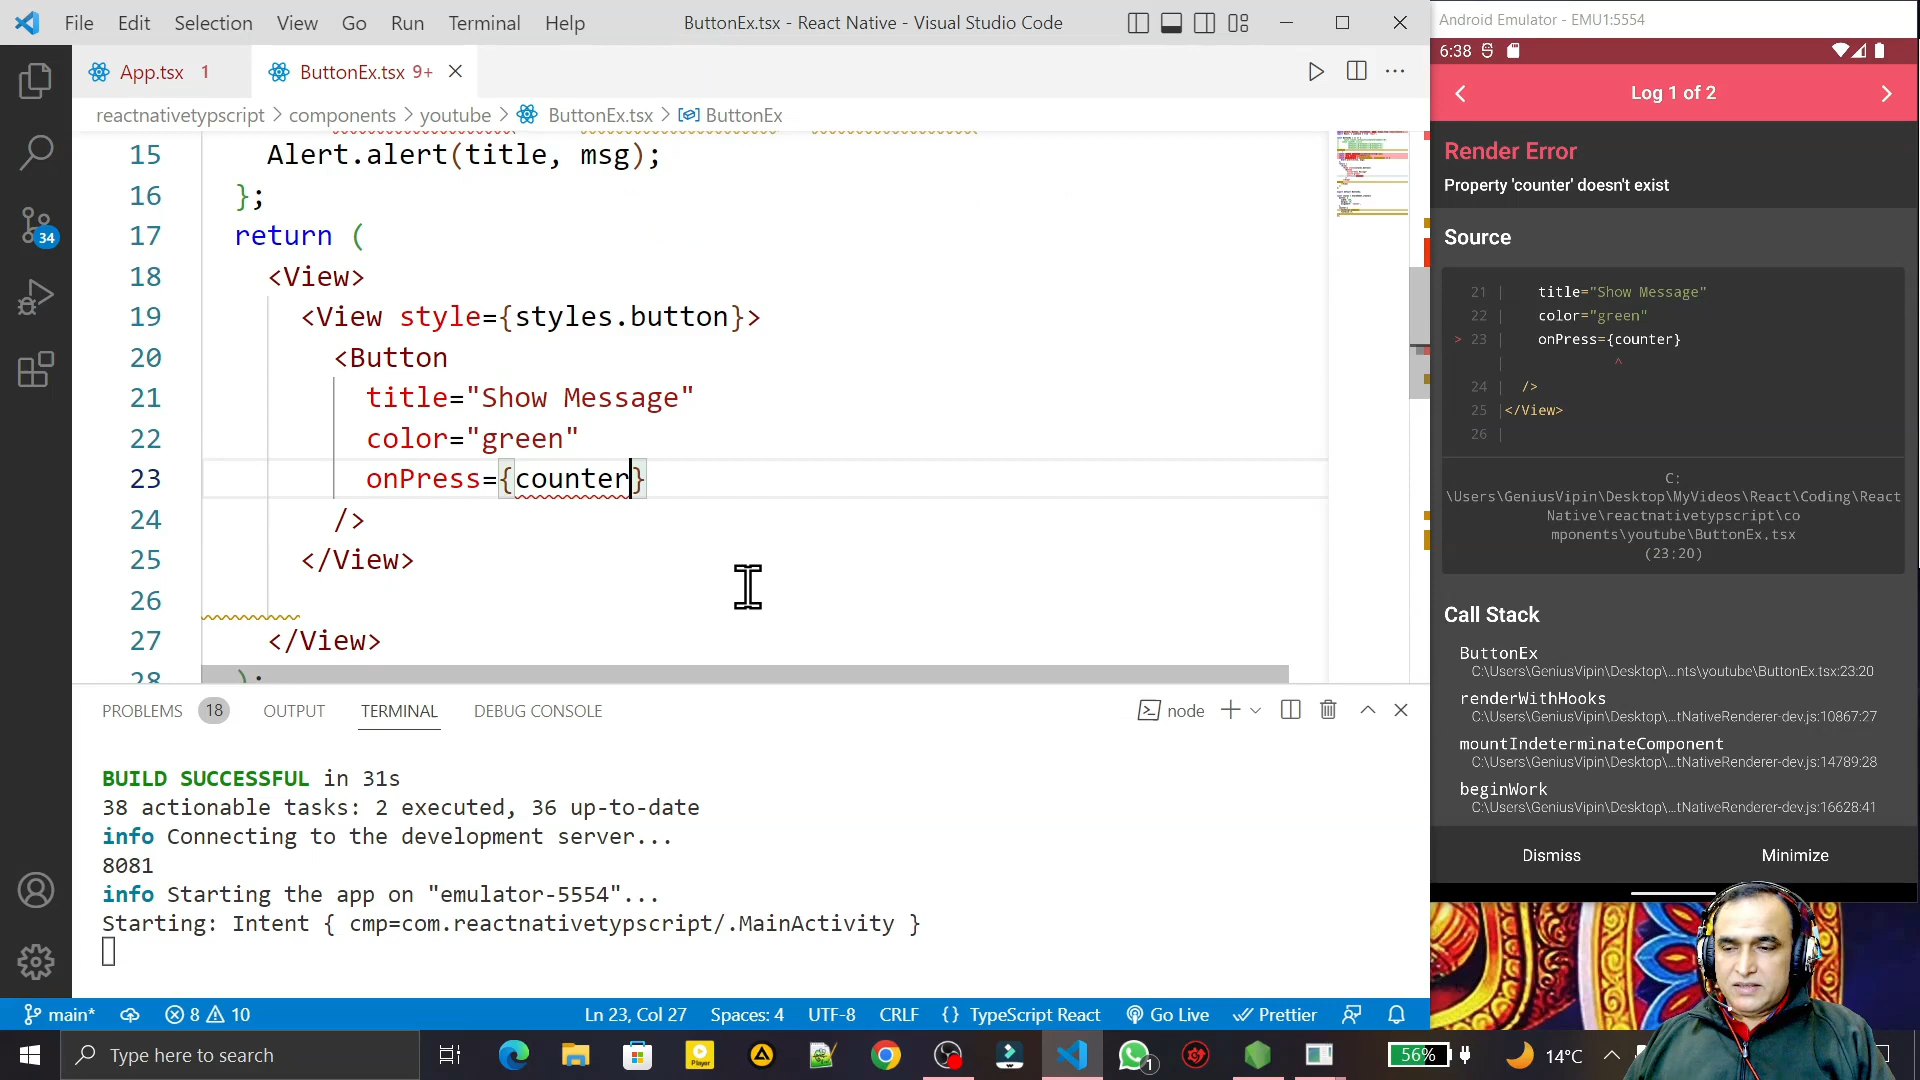 File Edit Selection View Go Run Terminal Help ButtonEx.tsx - React Native - Visual Studio Code
App.tsx 1 ButtonEx.tsx 9+
reactnativetypscript > components > youtube > ButtonEx.tsx > ButtonEx
15 Alert.alert(title, msg);
16 };
17 return (
18 <View>
19 <View style={styles.button}>
20 <Button
21 title="Show Message"
22 color="green"
23 onPress={counter}
24 />
25 </View>
26
27 </View>
28 );
34
PROBLEMS 18 OUTPUT TERMINAL DEBUG CONSOLE node
BUILD SUCCESSFUL in 31s
38 actionable tasks: 2 executed, 36 up-to-date
info Connecting to the development server...
8081
info Starting the app on "emulator-5554"...
Starting: Intent { cmp=com.reactnativetypscript/.MainActivity }
main* 8 10 Ln 23, Col 27 Spaces: 4 UTF-8 CRLF {} TypeScript React Go Live Prettier
Type here to search
Player
1
56% 14°C
Android Emulator - EMU1:5554
6:38
Log 1 of 2
Render Error
Property 'counter' doesn't exist
Source
21 | title="Show Message"
22 | color="green"
> 23 | onPress={counter}
| ^
24 | />
25 |</View>
26 |
C:
\Users\GeniusVipin\Desktop\MyVideos\React\Coding\React
Native\reactnativetypscript\co
mponents\youtube\ButtonEx.tsx
(23:20)
Call Stack
ButtonEx
C:\Users\GeniusVipin\Desktop\...nts\youtube\ButtonEx.tsx:23:20
renderWithHooks
C:\Users\GeniusVipin\Desktop\...tNativeRenderer-dev.js:10867:27
mountIndeterminateComponent
C:\Users\GeniusVipin\Desktop\...tNativeRenderer-dev.js:14789:28
beginWork
C:\Users\GeniusVipin\Desktop\...tNativeRenderer-dev.js:16628:41
Dismiss Minimize